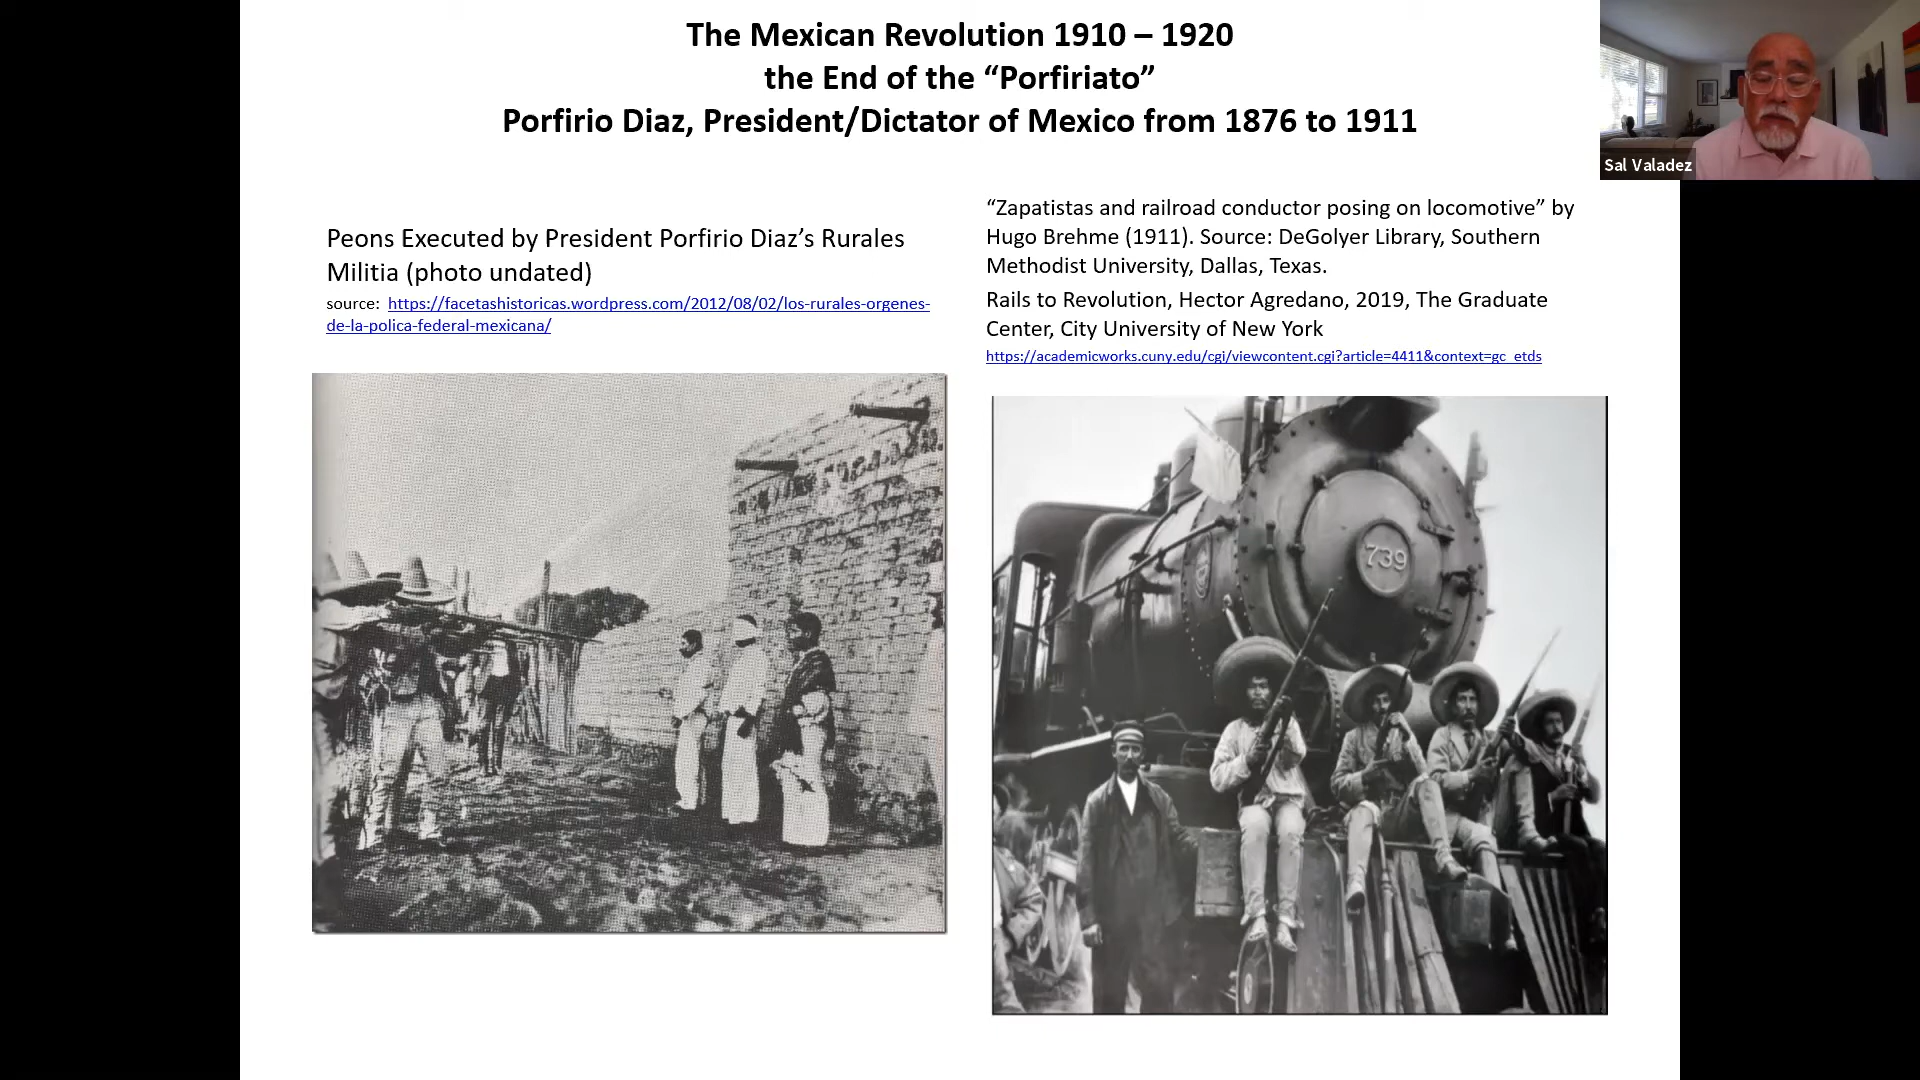 The Mexican Revolution 1910 – 1920
the End of the “Porfiriato”
Porfirio Diaz, President/Dictator of Mexico from 1876 to 1911
Sal Valadez
Peons Executed by President Porfirio Diaz’s Rurales
Militia (photo undated)
source: https://facetashistoricas.wordpress.com/2012/08/02/los-rurales-orgenes-
de-la-polica-federal-mexicana/
“Zapatistas and railroad conductor posing on locomotive” by
Hugo Brehme (1911). Source: DeGolyer Library, Southern
Methodist University, Dallas, Texas.
Rails to Revolution, Hector Agredano, 2019, The Graduate
Center, City University of New York
https://academicworks.cuny.edu/cgi/viewcontent.cgi?article=4411&context=gc_etds
739